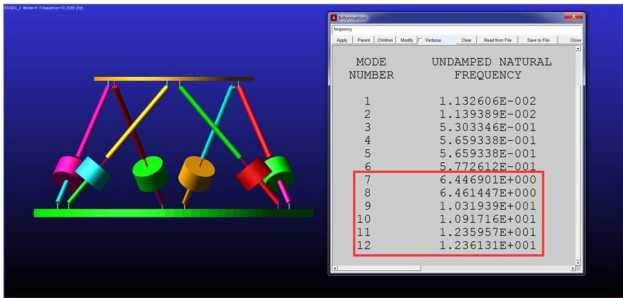 Information
frequency
Apply Parent Children Modify Verbose Clear Read from File Save to File Close
MODE UNDAMPED NATURAL
NUMBER FREQUENCY
1 1.132606E-002
2 1.139389E-002
3 5.303346E-001
4 5.659338E-001
5 5.659338E-001
6 5.772612E-001
7 6.446901E+000
8 6.461447E+000
9 1.031939E+001
10 1.091716E+001
11 1.235957E+001
12 1.236131E+001